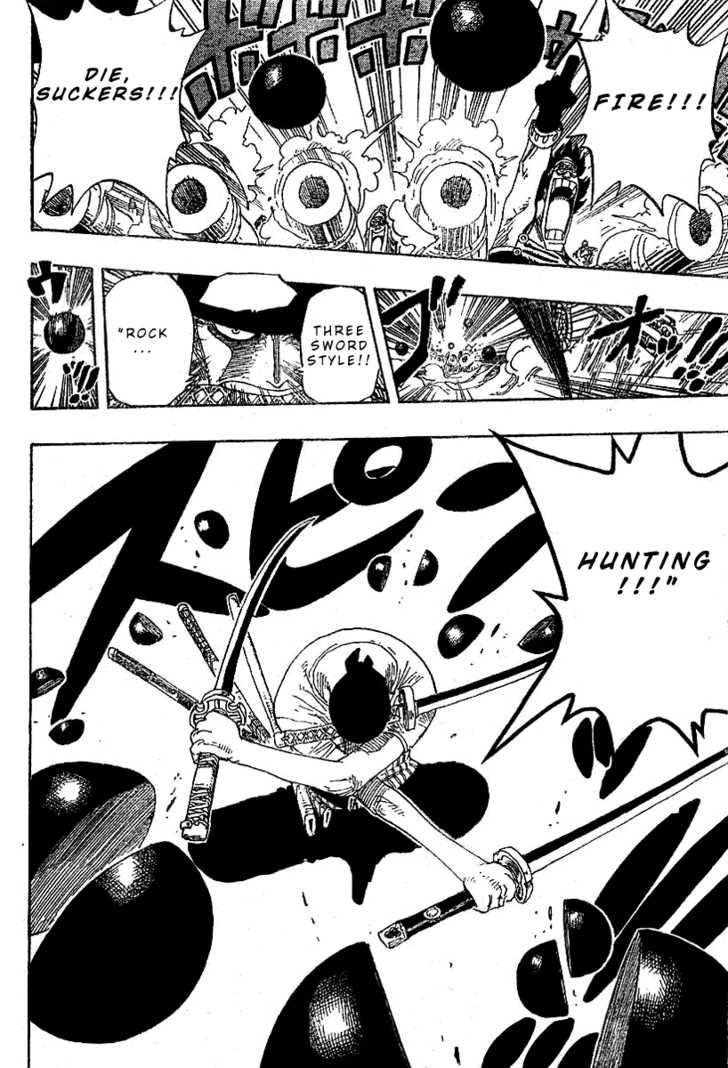 FIRE!!!
DIE,
SUCKERS!!!
THREE
SWORD
STYLE!!
"ROCK
...
HUNTING
!!!"